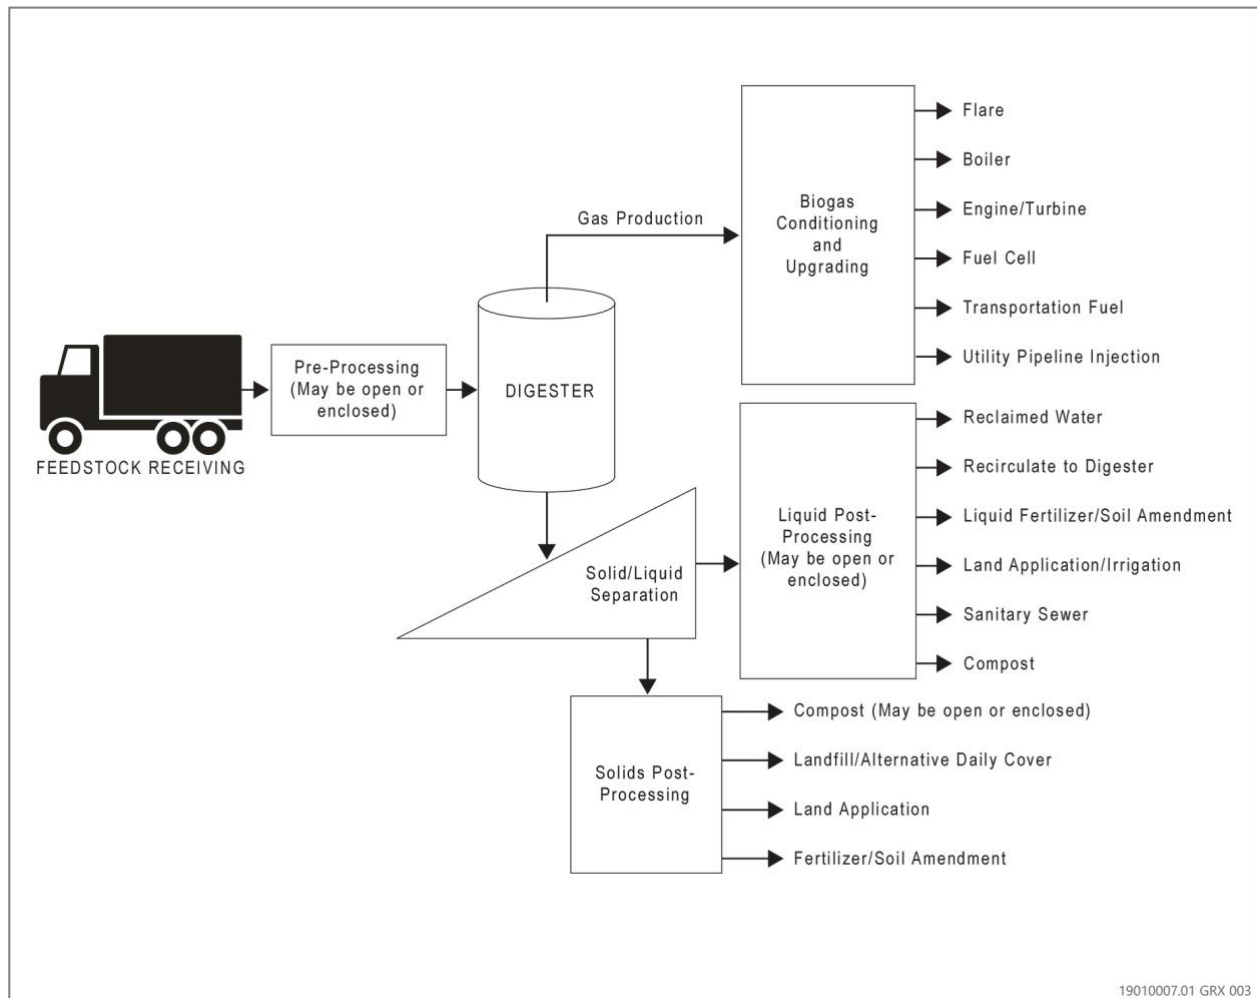 Flare
Boiler
Engine/Turbine
Fuel Cell
Transportation Fuel
Utility Pipeline Injection
Biogas
Conditioning
and
Upgrading
Gas Production
Pre-Processing
(May be open or
enclosed)
DIGESTER
FEEDSTOCK RECEIVING
Reclaimed Water
Recirculate to Digester
Liquid Fertilizer/Soil Amendment
Land Application/Irrigation
Sanitary Sewer
Compost
Liquid Post-
Processing
(May be open or
enclosed)
Solid/Liquid
Separation
Compost (May be open or enclosed)
Landfill/Alternative Daily Cover
Land Application
Fertilizer/Soil Amendment
Solids Post-
Processing
19010007.01 GRX 003